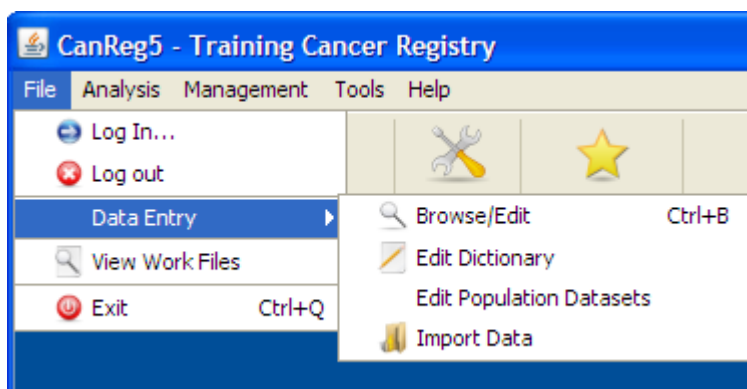 CanReg5 - Training Cancer Registry
File Analysis Management Tools Help
Log In...
Log out
Data Entry
View Work Files
Exit Ctrl+Q
Browse/Edit Ctrl+B
Edit Dictionary
Edit Population Datasets
Import Data